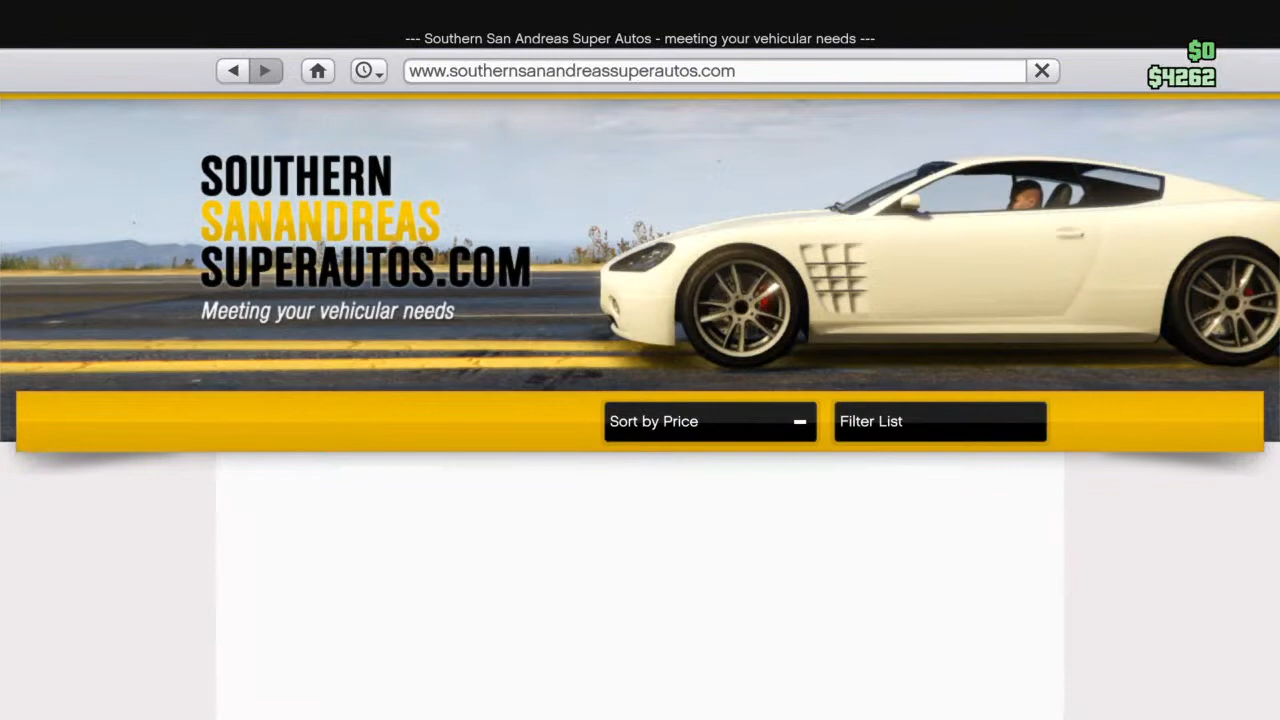 --- Southern San Andreas Super Autos - meeting your vehicular needs ---
www.southernsanandreassuperautos.com
$0
$4262
SOUTHERN
SANANDREAS
SUPERAUTOS.COM
Meeting your vehicular needs
Sort by Price
Filter List